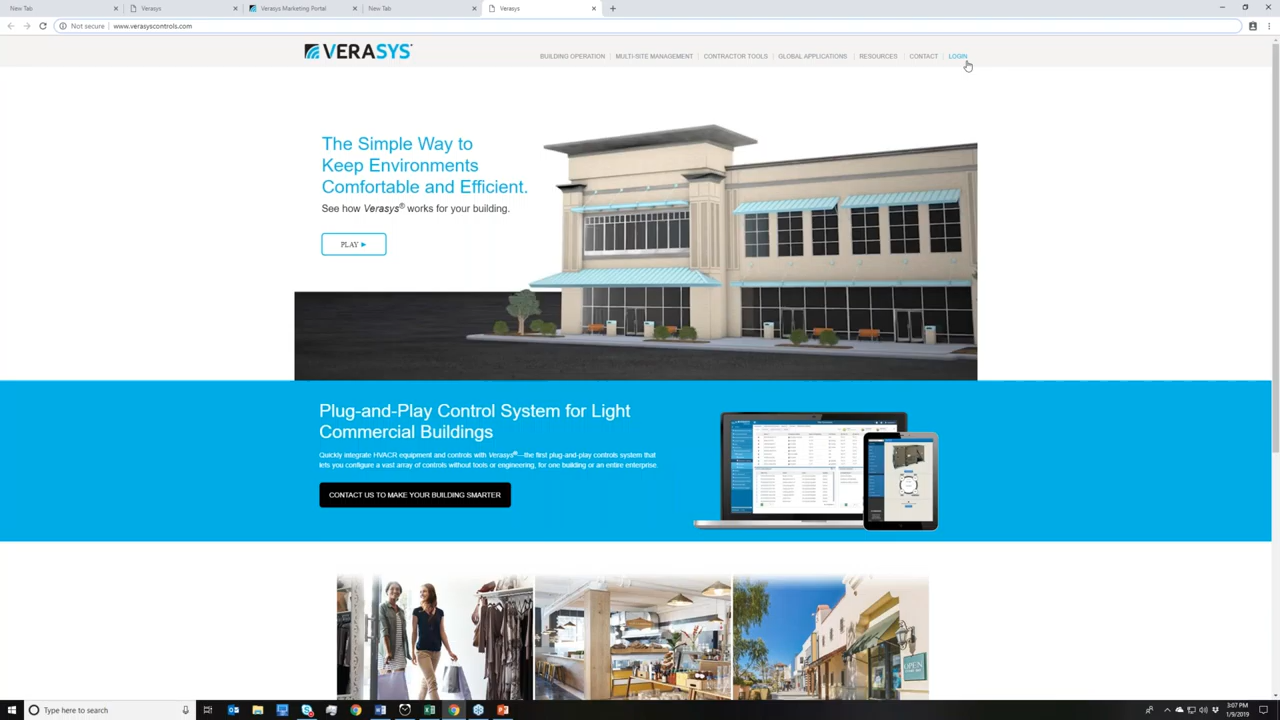 New Tab
Verasys
Verasys Marketing Portal
New Tab
Verasys
Not secure
www.verasyscontrols.com
VERASYS
BUILDING OPERATION
MULTI-SITE MANAGEMENT
CONTRACTOR TOOLS
GLOBAL APPLICATIONS
RESOURCES
CONTACT
LOGIN
The Simple Way to
Keep Environments
Comfortable and Efficient.
See how Verasys® works for your building.
PLAY
Plug-and-Play Control System for Light
Commercial Buildings
Quickly integrate HVACR equipment and controls with Verasys®—the first plug-and-play controls system that
lets you configure a vast array of controls without tools or engineering, for one building or an entire enterprise.
CONTACT US TO MAKE YOUR BUILDING SMARTER
OPEN
Type here to search
3:07 PM
1/9/2019